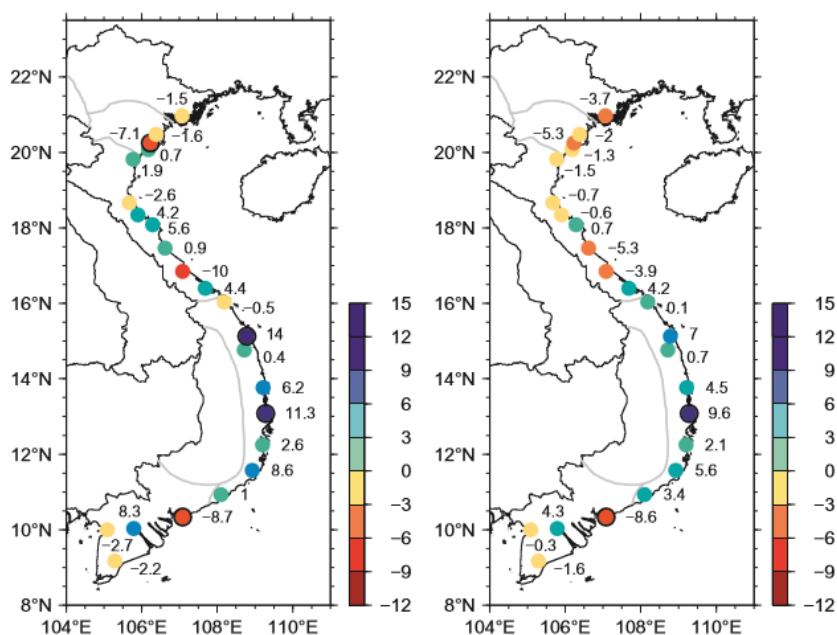 22°N
20°N
18°N
16°N
14°N
12°N
10°N
8°N
104°E
106°E
108°E
110°E
−1.5
−7.1
−1.6
0.7
1.9
−2.6
4.2
5.6
0.9
−10
4.4
−0.5
14
0.4
6.2
11.3
2.6
8.6
1
−8.7
8.3
−2.7
−2.2
15
12
9
6
3
0
−3
−6
−9
−12
22°N
20°N
18°N
16°N
14°N
12°N
10°N
8°N
104°E
106°E
108°E
110°E
−3.7
−5.3
−2
−1.3
−1.5
−0.7
−0.6
0.7
−5.3
−3.9
4.2
0.1
7
0.7
4.5
9.6
2.1
5.6
3.4
−8.6
4.3
−0.3
−1.6
15
12
9
6
3
0
−3
−6
−9
−12